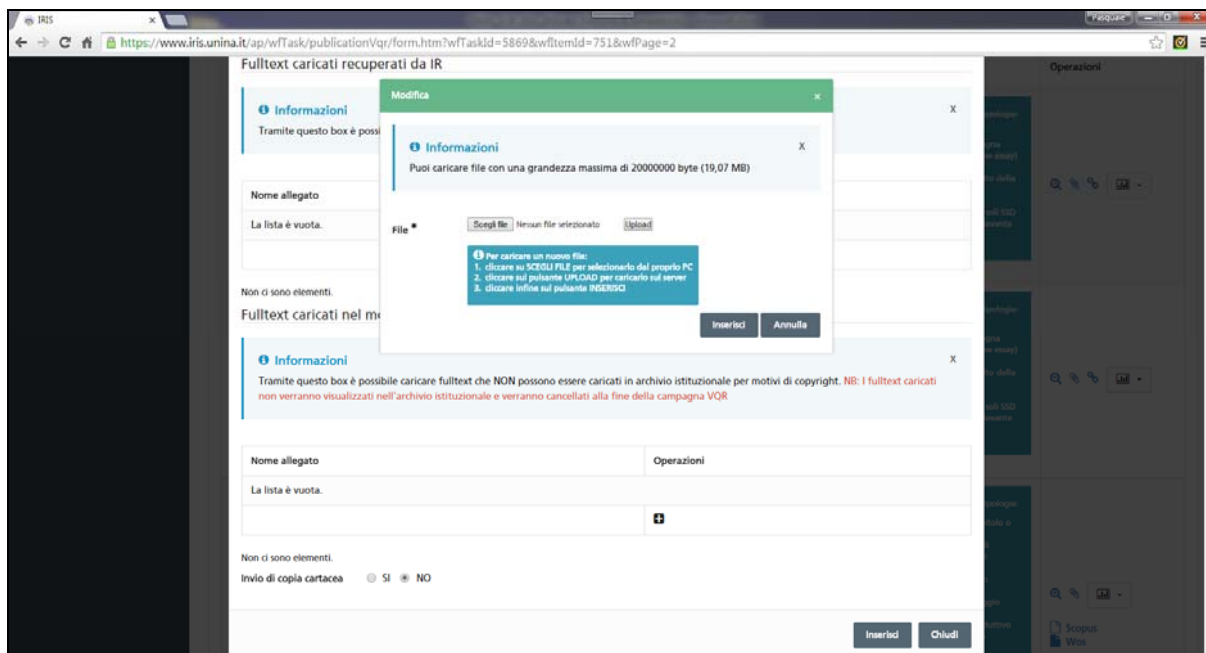 IRIS
Pasquale
https://www.iris.unina.it/ap/wfTask/publicationVqr/form.htm?wfTaskId=5869&wfItemId=751&wfPage=2
Fulltext caricati recuperati da IR
Operazioni
Modifica
x
Informazioni
X
Tramite questo box è possi
Informazioni
X
Puoi caricare file con una grandezza massima di 20000000 byte (19,07 MB)
Nome allegato
La lista è vuota.
File *
Scegli file Nessun file selezionato Upload
Per caricare un nuovo file:
1. cliccare su SCEGLI FILE per selezionarlo dal proprio PC
2. cliccare sul pulsante UPLOAD per caricarlo sul server
3. cliccare infine sul pulsante INSERISCI
Non ci sono elementi.
Fulltext caricati nel m
Inserisci Annulla
Informazioni
X
Tramite questo box è possibile caricare fulltext che NON possono essere caricati in archivio istituzionale per motivi di copyright. NB: I fulltext caricati
non verranno visualizzati nell'archivio istituzionale e verranno cancellati alla fine della campagna VQR
Nome allegato Operazioni
La lista è vuota.
Non ci sono elementi.
Invio di copia cartacea SI NO
Inserisci Chiudi
Scopus
Wos